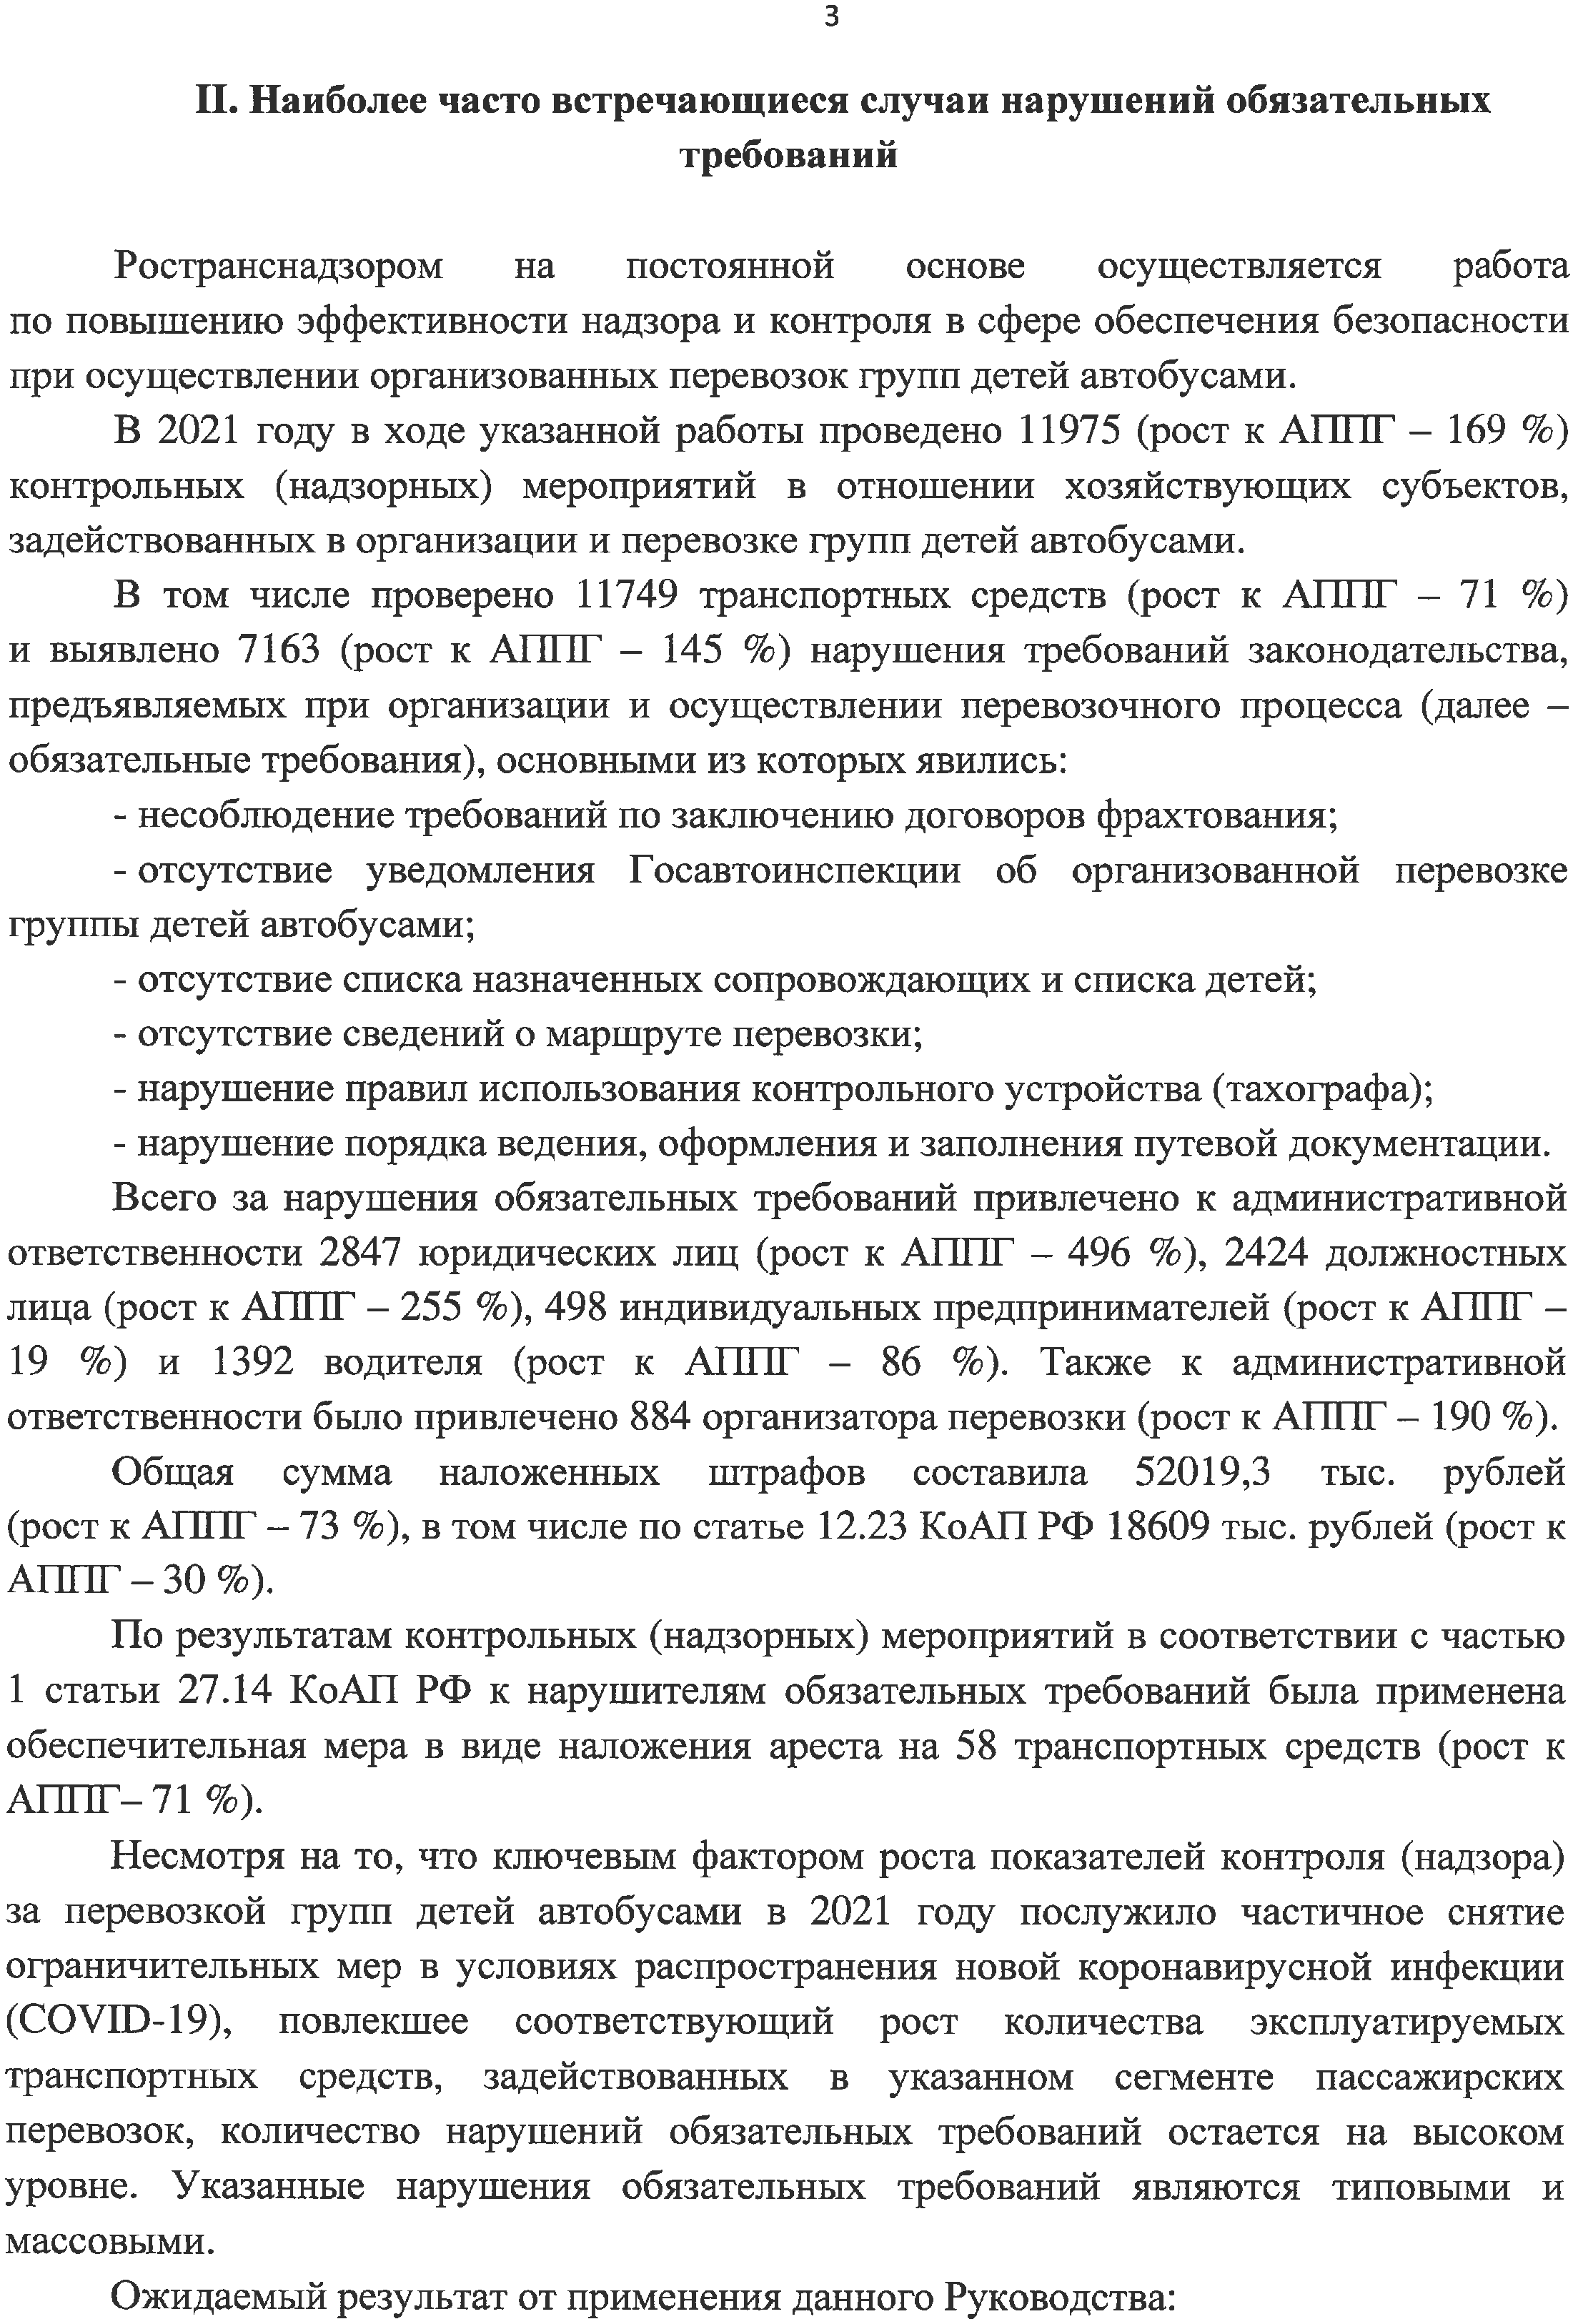 3
II. Наиболее часто встречающиеся случаи нарушений обязательных
требований
Ространснадзором на постоянной основе осуществляется работа
по повышению эффективности надзора и контроля в сфере обеспечения безопасности
при осуществлении организованных перевозок групп детей автобусами.
В 2021 году в ходе указанной работы проведено 11975 (рост к АППГ – 169 %)
контрольных (надзорных) мероприятий в отношении хозяйствующих субъектов,
задействованных в организации и перевозке групп детей автобусами.
В том числе проверено 11749 транспортных средств (рост к АППГ – 71 %)
и выявлено 7163 (рост к АППГ – 145 %) нарушения требований законодательства,
предъявляемых при организации и осуществлении перевозочного процесса (далее –
обязательные требования), основными из которых явились:
- несоблюдение требований по заключению договоров фрахтования;
- отсутствие уведомления Госавтоинспекции об организованной перевозке
группы детей автобусами;
- отсутствие списка назначенных сопровождающих и списка детей;
- отсутствие сведений о маршруте перевозки;
- нарушение правил использования контрольного устройства (тахографа);
- нарушение порядка ведения, оформления и заполнения путевой документации.
Всего за нарушения обязательных требований привлечено к административной
ответственности 2847 юридических лиц (рост к АППГ – 496 %), 2424 должностных
лица (рост к АППГ – 255 %), 498 индивидуальных предпринимателей (рост к АППГ –
19 %) и 1392 водителя (рост к АППГ – 86 %). Также к административной
ответственности было привлечено 884 организатора перевозки (рост к АППГ – 190 %).
Общая сумма наложенных штрафов составила 52019,3 тыс. рублей
(рост к АППГ – 73 %), в том числе по статье 12.23 КоАП РФ 18609 тыс. рублей (рост к
АППГ – 30 %).
По результатам контрольных (надзорных) мероприятий в соответствии с частью
1 статьи 27.14 КоАП РФ к нарушителям обязательных требований была применена
обеспечительная мера в виде наложения ареста на 58 транспортных средств (рост к
АППГ– 71 %).
Несмотря на то, что ключевым фактором роста показателей контроля (надзора)
за перевозкой групп детей автобусами в 2021 году послужило частичное снятие
ограничительных мер в условиях распространения новой коронавирусной инфекции
(COVID-19), повлекшее соответствующий рост количества эксплуатируемых
транспортных средств, задействованных в указанном сегменте пассажирских
перевозок, количество нарушений обязательных требований остается на высоком
уровне. Указанные нарушения обязательных требований являются типовыми и
массовыми.
Ожидаемый результат от применения данного Руководства: